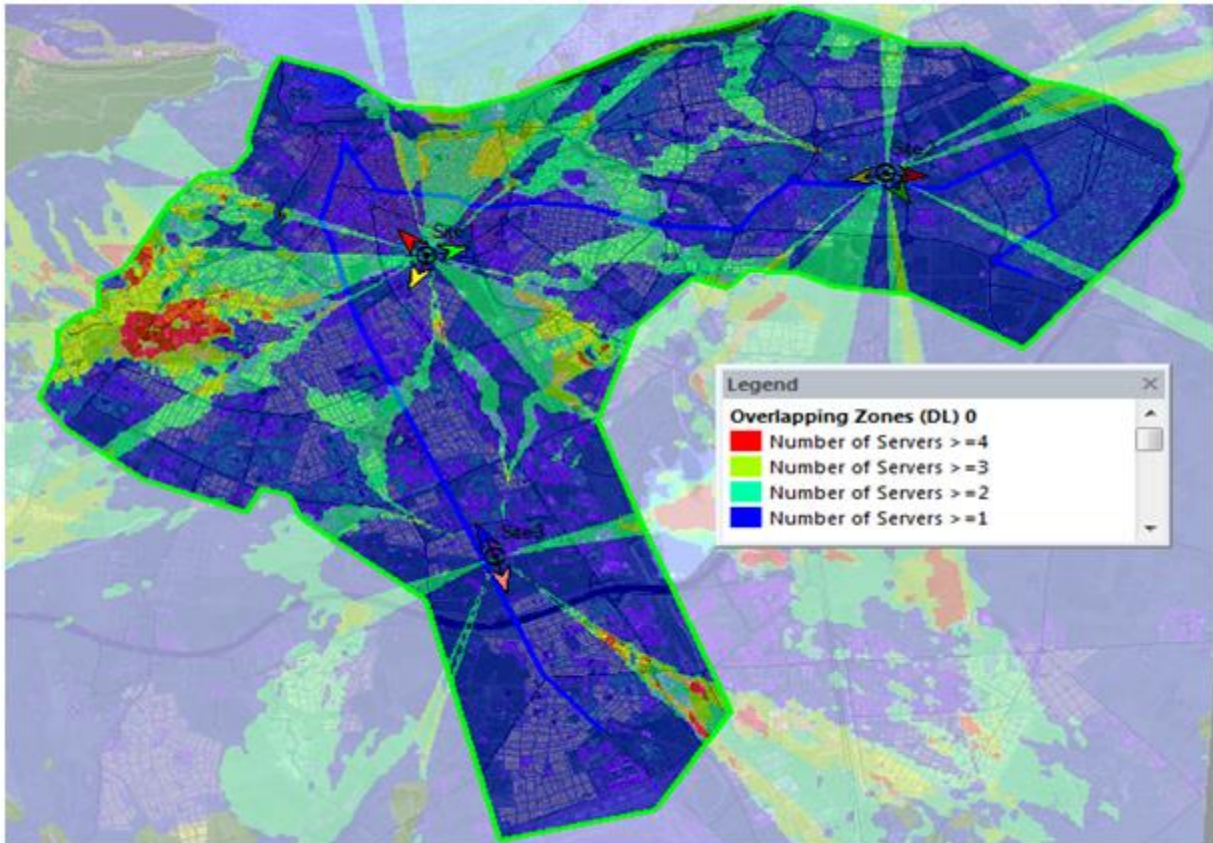 Site
Site3
Legend
Overlapping Zones (DL) 0
Number of Servers >=4
Number of Servers >=3
Number of Servers >=2
Number of Servers >=1